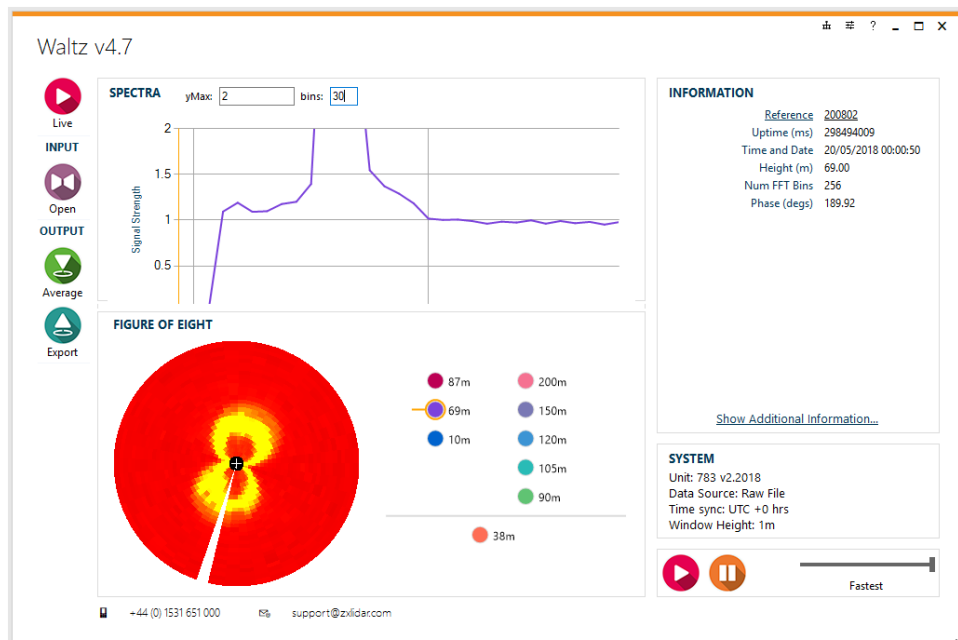 Waltz v4.7
?
Live
INPUT
Open
OUTPUT
Average
Export
SPECTRA yMax: 2 bins: 30
2
1.5
1
0.5
Signal Strength
FIGURE OF EIGHT
87m 200m
69m 150m
10m 120m
105m
90m
38m
INFORMATION
Reference 200802
Uptime (ms) 298494009
Time and Date 20/05/2018 00:00:50
Height (m) 69.00
Num FFT Bins 256
Phase (degs) 189.92
Show Additional Information...
SYSTEM
Unit: 783 v2.2018
Data Source: Raw File
Time sync: UTC +0 hrs
Window Height: 1m
Fastest
+44 (0) 1531 651 000 support@zxlidar.com